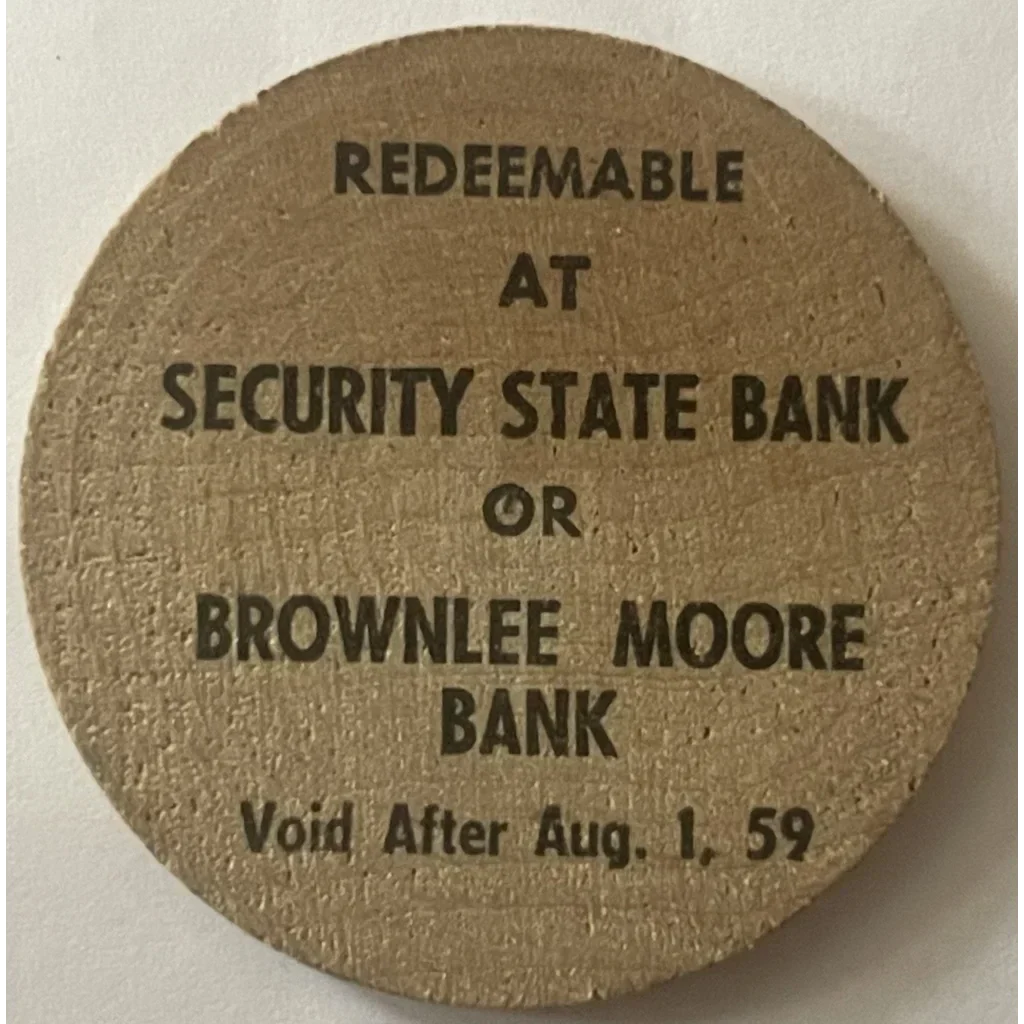 REDEEMABLE
AT
SECURITY STATE BANK
OR
BROWNLEE MOORE
BANK
Void After Aug. 1, 59